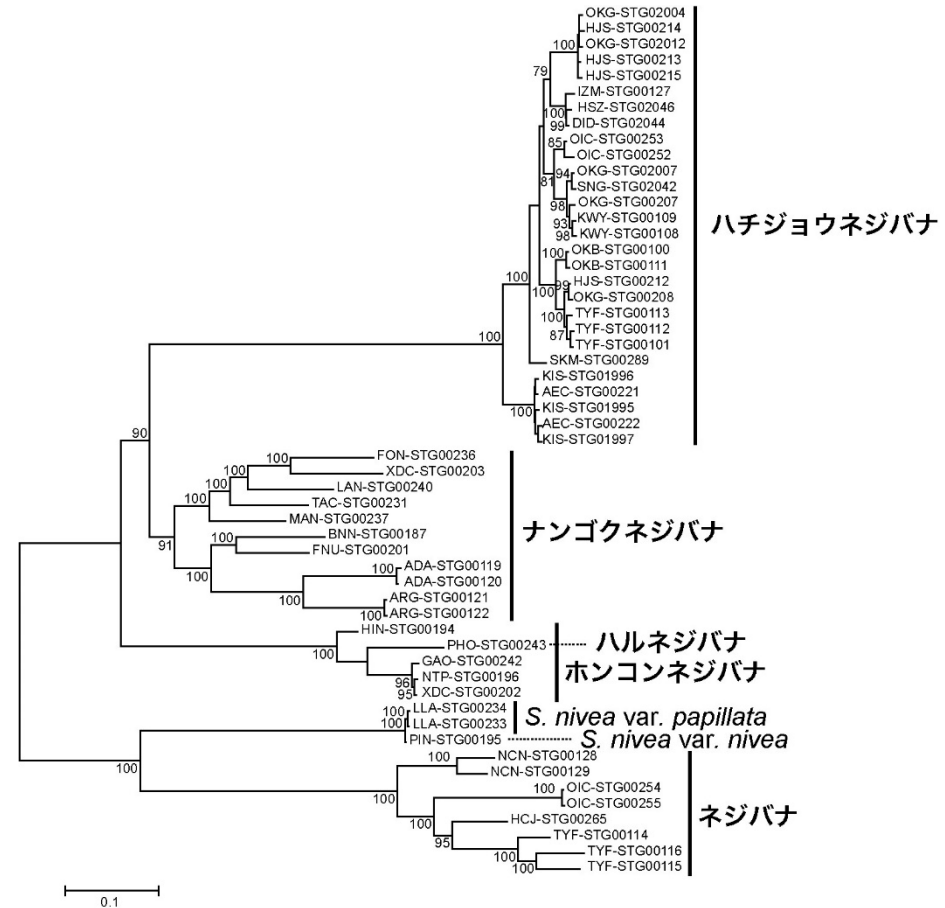 OKG-STG02004
HJS-STG00214
100
OKG-STG02012
HJS-STG00213
79
HJS-STG00215
IZM-STG00127
100
HSZ-STG02046
99
DID-STG02044
85
OIC-STG00253
OIC-STG00252
94
OKG-STG02007
81
SNG-STG02042
98
OKG-STG00207
93
KWY-STG00109
ハチジョウネジバナ
98
KWY-STG00108
100
OKB-STG00100
OKB-STG00111
100
99
HJS-STG00212
100
OKG-STG00208
100
TYF-STG00113
87
TYF-STG00112
TYF-STG00101
100
SKM-STG00289
KIS-STG01996
AEC-STG00221
100
KIS-STG01995
AEC-STG00222
KIS-STG01997
90
100
FON-STG00236
100
XDC-STG00203
100
LAN-STG00240
100
TAC-STG00231
MAN-STG00237
91
100
BNN-STG00187
ナンゴクネジバナ
FNU-STG00201
100
100
ADA-STG00119
ADA-STG00120
100
ARG-STG00121
100
ARG-STG00122
HIN-STG00194
100
PHO-STG00243
ハルネジバナ
GAO-STG00242
ホンコンネジバナ
96
NTP-STG00196
95
XDC-STG00202
100
LLA-STG00234
100
LLA-STG00233
S. nivea var. papillata
PIN-STG00195
S. nivea var. nivea
100
100
NCN-STG00128
NCN-STG00129
100
100
OIC-STG00254
OIC-STG00255
ネジバナ
100
HCJ-STG00265
95
TYF-STG00114
100
TYF-STG00116
100
TYF-STG00115
0.1